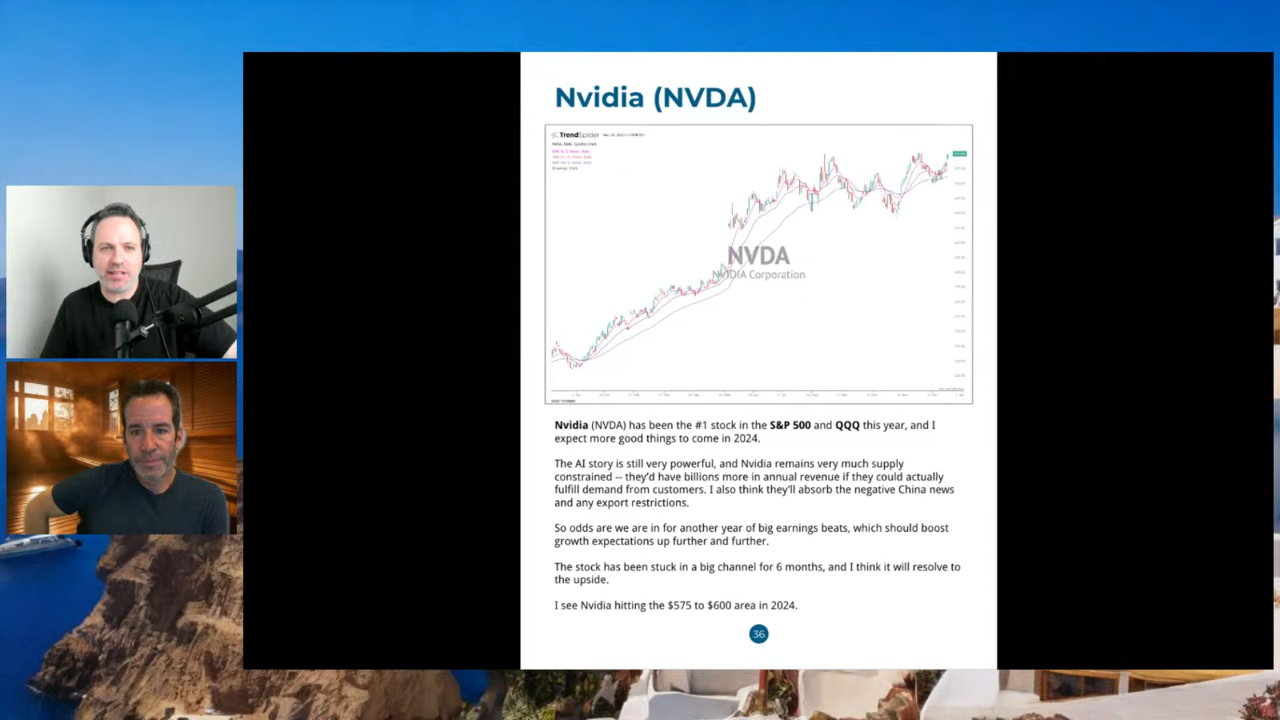 Nvidia (NVDA)
TrendSpider
NVDA
NVIDIA Corporation
Nvidia (NVDA) has been the #1 stock in the S&P 500 and QQQ this year, and I
expect more good things to come in 2024.
The AI story is still very powerful, and Nvidia remains very much supply
constrained -- they'd have billions more in annual revenue if they could actually
fulfill demand from customers. I also think they'll absorb the negative China news
and any export restrictions.
So odds are we are in for another year of big earnings beats, which should boost
growth expectations up further and further.
The stock has been stuck in a big channel for 6 months, and I think it will resolve to
the upside.
I see Nvidia hitting the $575 to $600 area in 2024.
36